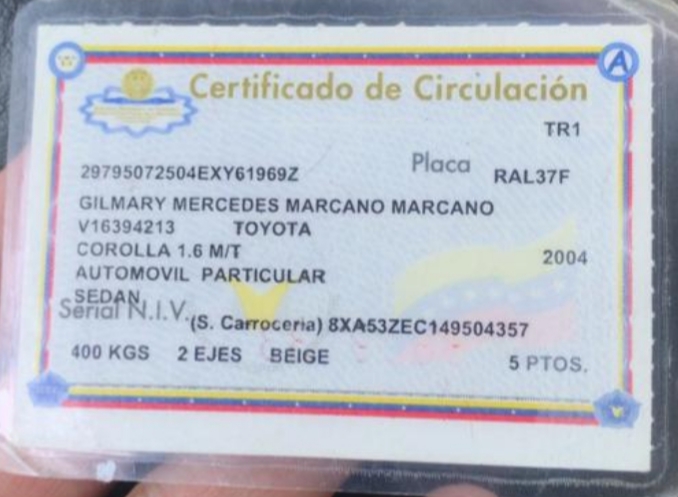 Certificado de Circulación
TR1
29795072504EXY61969Z Placa RAL37F
GILMARY MERCEDES MARCANO MARCANO
V16394213 TOYOTA
COROLLA 1.6 M/T 2004
AUTOMOVIL PARTICULAR
SEDAN
Serial N.I.V. (S. Carroceria) 8XA53ZEC149504357
400 KGS 2 EJES BEIGE 5 PTOS.